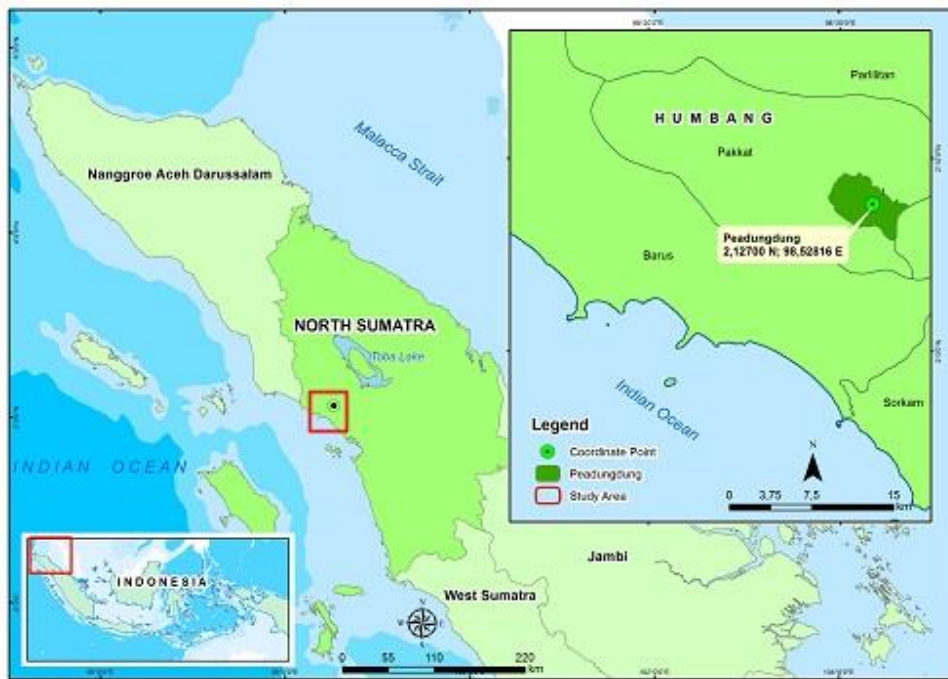 Nanggroe Aceh Darussalam
Malacca Strait
NORTH SUMATRA
Toba Lake
INDIAN OCEAN
INDONESIA
West Sumatra
Jambi
N
W
E
S
0 55 110 220
km
Parlilitan
HUMBANG
Pakkat
Peadungdung
2,12700 N; 98,52816 E
Barus
Sorkam
Indian Ocean
Legend
Coordinate Point
Peadungdung
Study Area
N
0 3,75 7,5 15
km